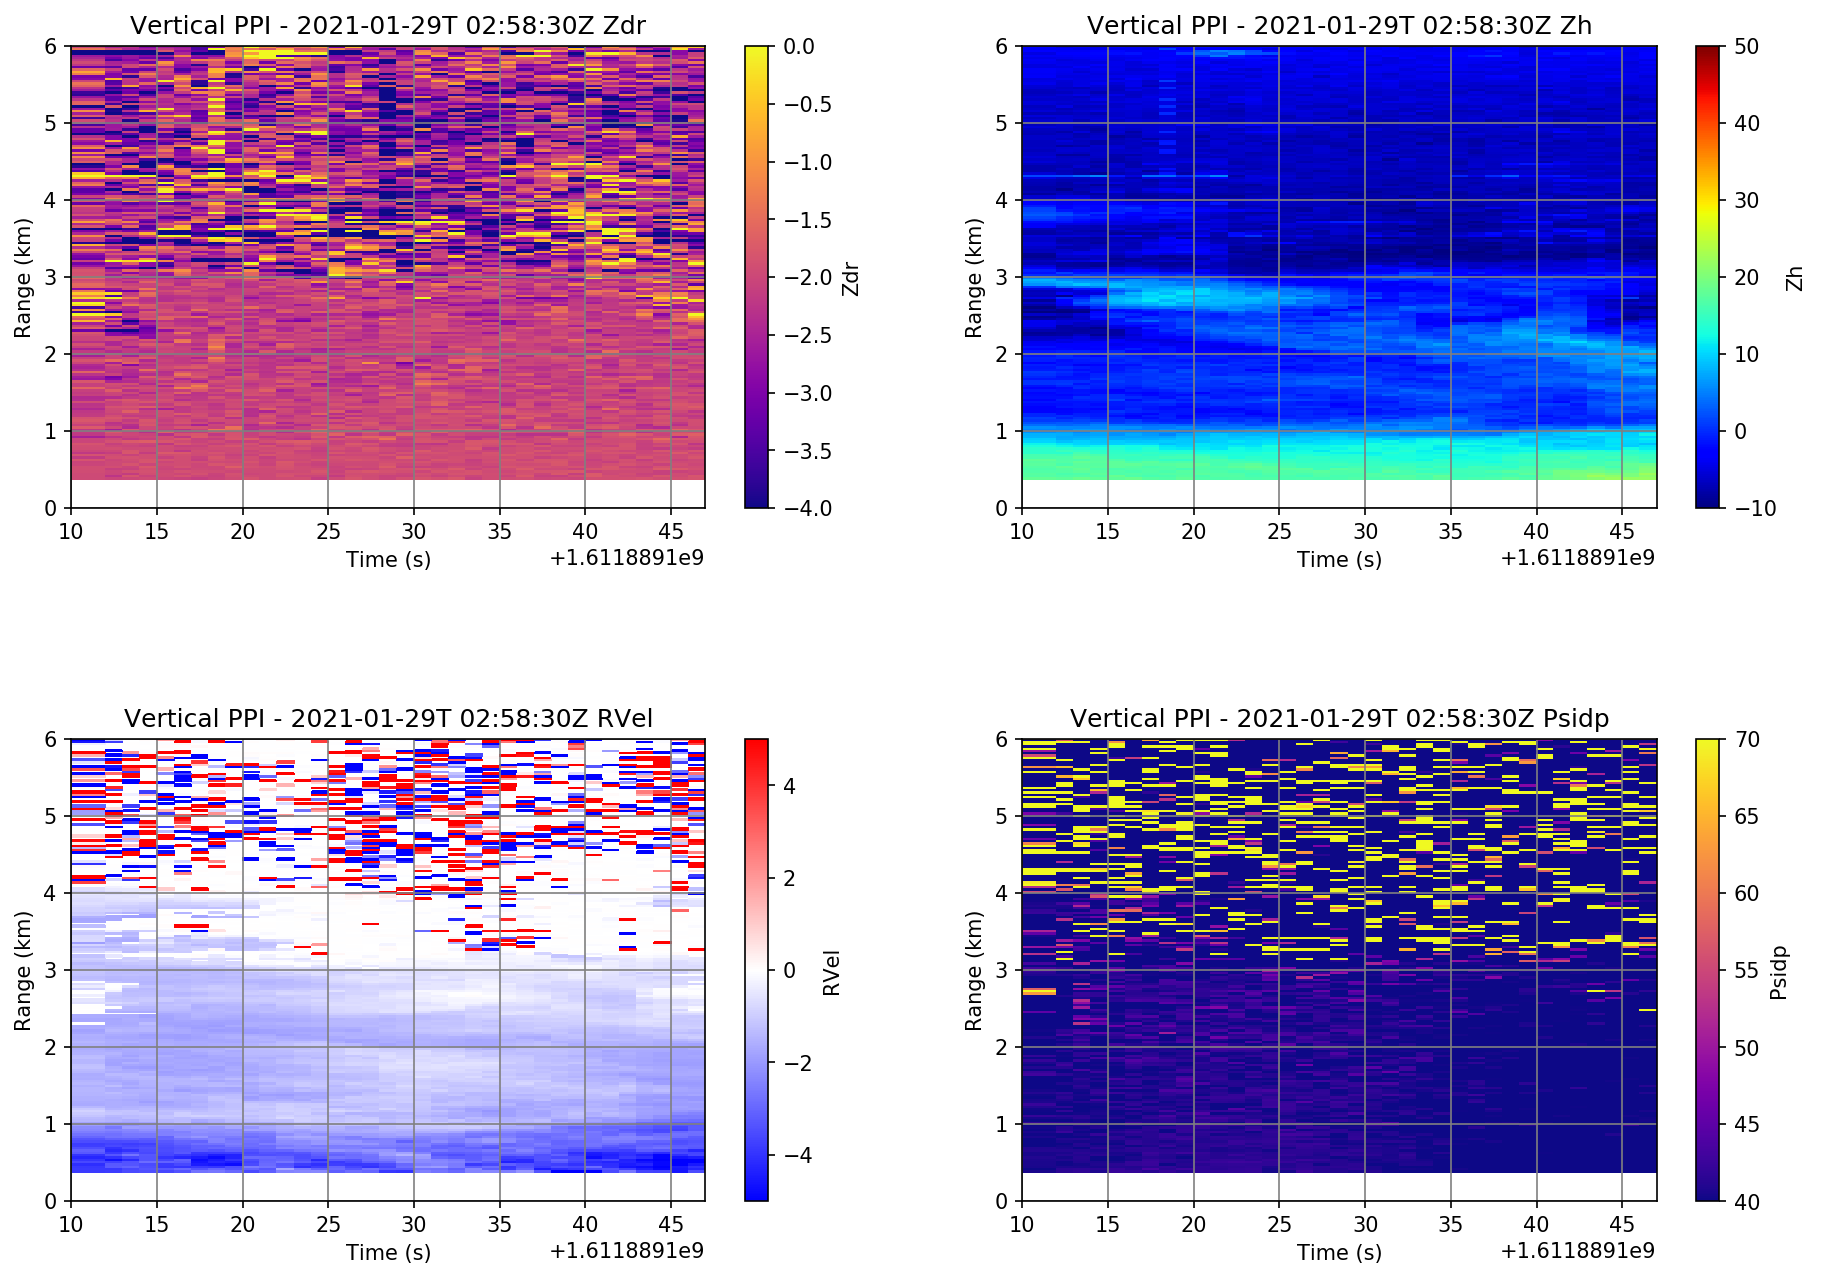 Vertical PPI - 2021-01-29T 02:58:30Z Zdr
6
5
4
3
2
1
0
Range (km)
10 15 20 25 30 35 40 45
Time (s)
+1.6118891e9
0.0
−0.5
−1.0
−1.5
−2.0
−2.5
−3.0
−3.5
−4.0
Zdr
Vertical PPI - 2021-01-29T 02:58:30Z Zh
6
5
4
3
2
1
0
Range (km)
10 15 20 25 30 35 40 45
Time (s)
+1.6118891e9
50
40
30
20
10
0
−10
Zh
Vertical PPI - 2021-01-29T 02:58:30Z RVel
6
5
4
3
2
1
0
Range (km)
10 15 20 25 30 35 40 45
Time (s)
+1.6118891e9
4
2
0
−2
−4
RVel
Vertical PPI - 2021-01-29T 02:58:30Z Psidp
6
5
4
3
2
1
0
Range (km)
10 15 20 25 30 35 40 45
Time (s)
+1.6118891e9
70
65
60
55
50
45
40
Psidp